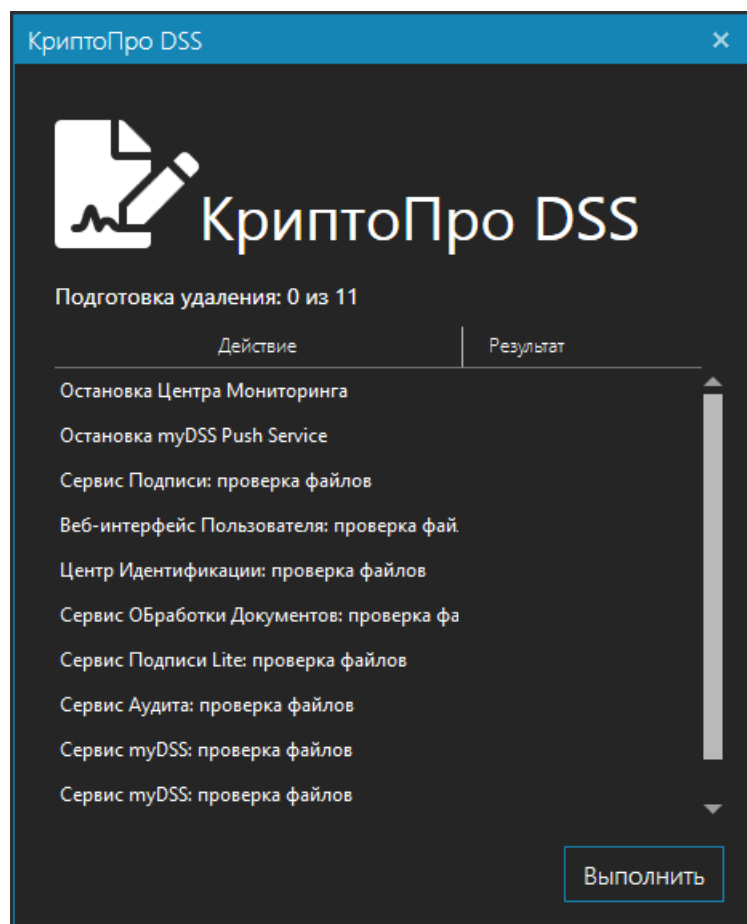 КриптоПро DSS
КриптоПро DSS
Подготовка удаления: 0 из 11
Действие Результат
Остановка Центра Мониторинга
Остановка myDSS Push Service
Сервис Подписи: проверка файлов
Веб-интерфейс Пользователя: проверка фай
Центр Идентификации: проверка файлов
Сервис ОБработки Документов: проверка фа
Сервис Подписи Lite: проверка файлов
Сервис Аудита: проверка файлов
Сервис myDSS: проверка файлов
Сервис myDSS: проверка файлов
Выполнить